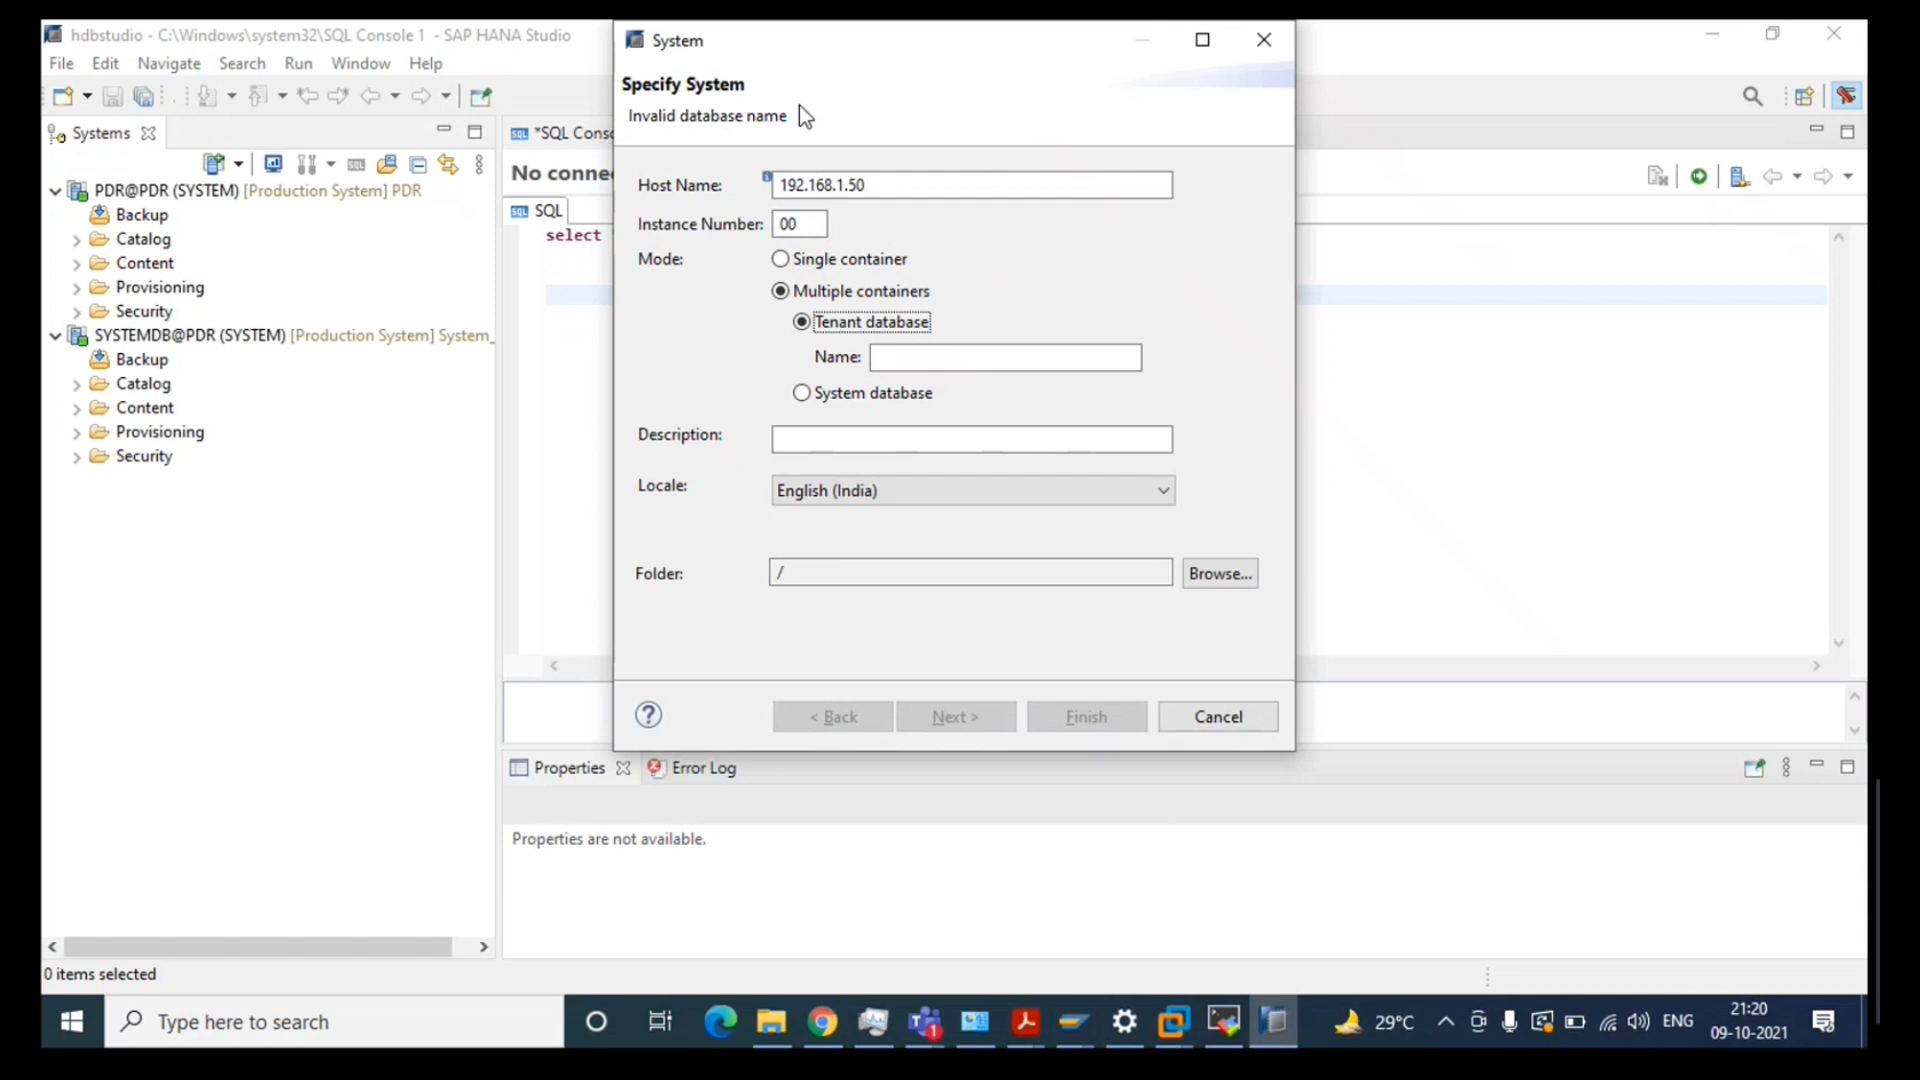 hdbstudio - C:\Windows\system32\SQL Console 1 - SAP HANA Studio
File Edit Navigate Search Run Window Help
Systems
PDR@PDR (SYSTEM) [Production System] PDR
Backup
Catalog
Content
Provisioning
Security
SYSTEMDB@PDR (SYSTEM) [Production System] System_
Backup
Catalog
Content
Provisioning
Security
0 items selected
SQL *SQL Conso
No conne
SQL SQL
select
System
Specify System
Invalid database name
Host Name: 192.168.1.50
Instance Number: 00
Mode: Single container
Multiple containers
Tenant database
Name:
System database
Description:
Locale: English (India)
Folder: / Browse...
? < Back Next > Finish Cancel
Properties Error Log
Properties are not available.
Type here to search
1
29°C
ENG
21:20
09-10-2021